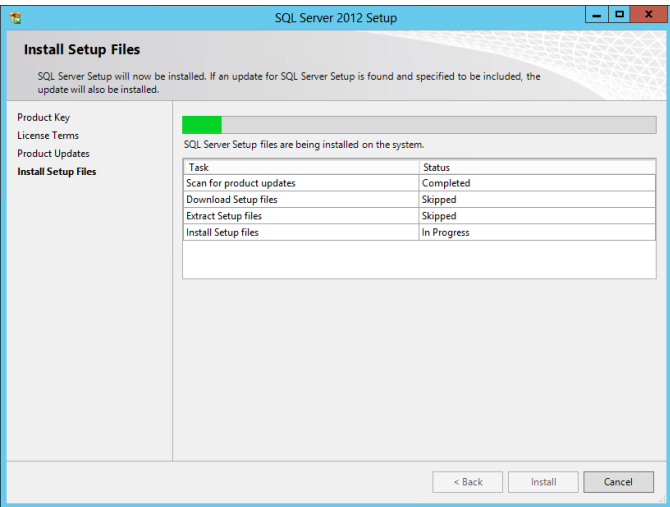 SQL Server 2012 Setup
Install Setup Files
SQL Server Setup will now be installed. If an update for SQL Server Setup is found and specified to be included, the
update will also be installed.
Product Key
License Terms
Product Updates
Install Setup Files
SQL Server Setup files are being installed on the system.
Task Status
Scan for product updates Completed
Download Setup files Skipped
Extract Setup files Skipped
Install Setup files In Progress
< Back Install Cancel